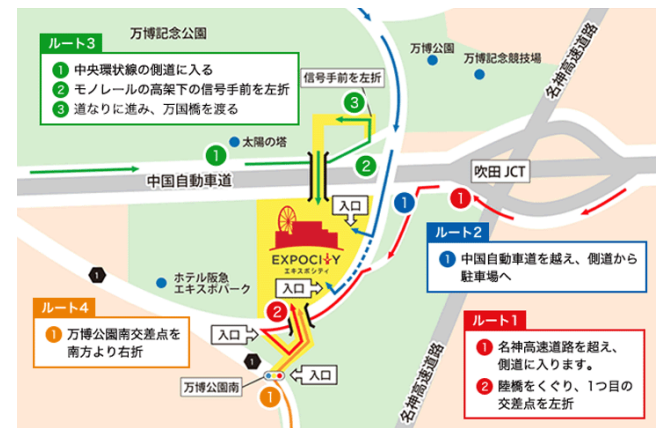 ルート3
1 中央環状線の側道に入る
2 モノレールの高架下の信号手前を左折
3 道なりに進み、万国橋を渡る
万博記念公園
万博公園
万博記念競技場
名神高速道路
信号手前を左折
3
太陽の塔
1
2
中国自動車道
吹田 JCT
入口
1
1
EXPOCITY
エキスポシティ
ルート2
1 中国自動車道を越え、側道から
駐車場へ
1
ホテル阪急
エキスポパーク
入口
ルート4
1 万博公園南交差点を
南方より右折
2
入口
ルート1
1 名神高速道路を超え、
側道に入ります。
2 陸橋をくぐり、1つ目の
交差点を左折
名神高速道路
1
入口
万博公園南
1